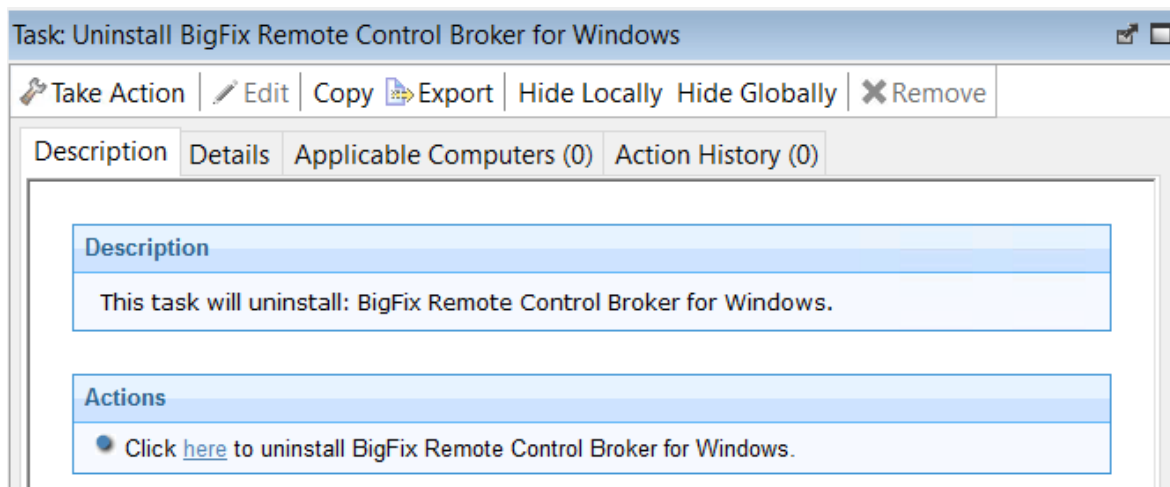 Task: Uninstall BigFix Remote Control Broker for Windows
Take Action Edit Copy Export Hide Locally Hide Globally Remove
Description Details Applicable Computers (0) Action History (0)
Description
This task will uninstall: BigFix Remote Control Broker for Windows.
Actions
Click here to uninstall BigFix Remote Control Broker for Windows.